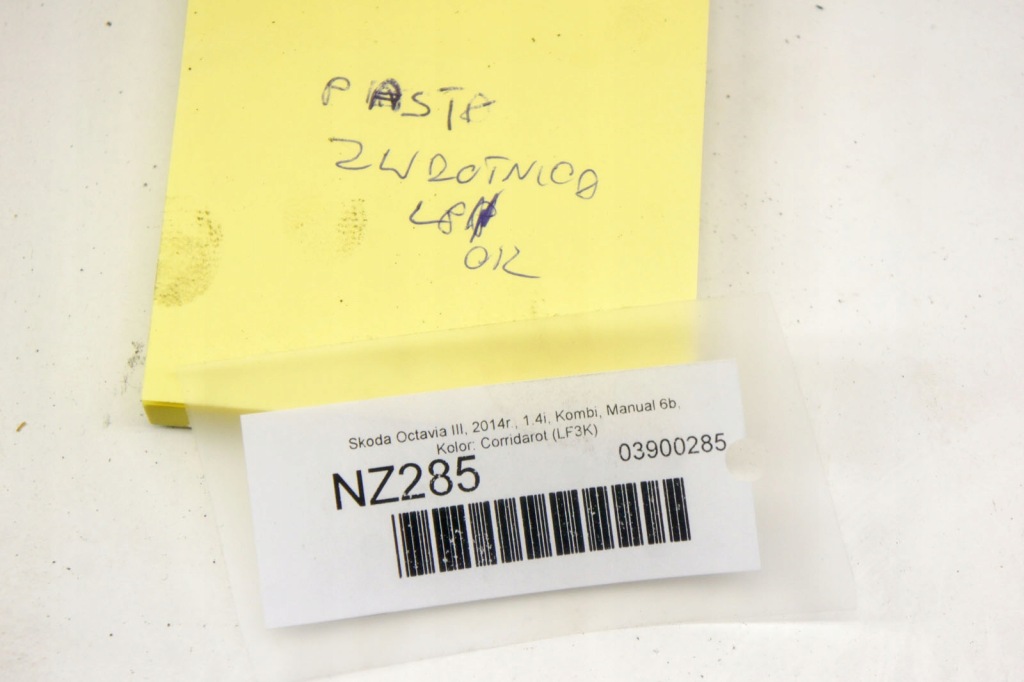 PASTA
ZWROTNICA
OK
Skoda Octavia III, 2014r., 1.4i, Kombi, Manual 6b,
Kolor: Corridarot (LF3K)
NZ285
03900285